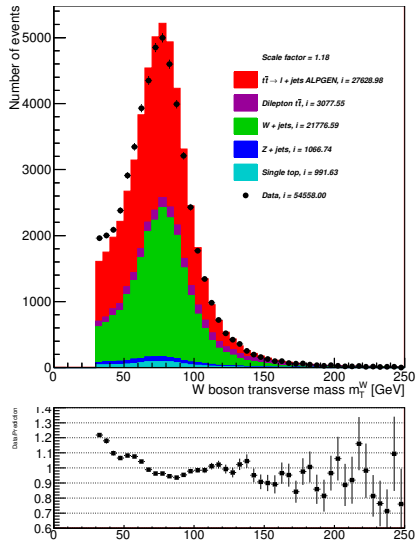 Number of events
5000
4000
3000
2000
1000
0
Scale factor = 1.18
tt̄ → l + jets ALPGEN, i = 27628.98
Dilepton tt̄, i = 3077.55
W + jets, i = 21776.59
Z + jets, i = 1066.74
Single top, i = 991.63
Data, i = 54558.00
0 50 100 150 200 250
W boson transverse mass m_T^W [GeV]
Data/Prediction
1.4
1.3
1.2
1.1
1
0.9
0.8
0.7
0.6
0 50 100 150 200 250